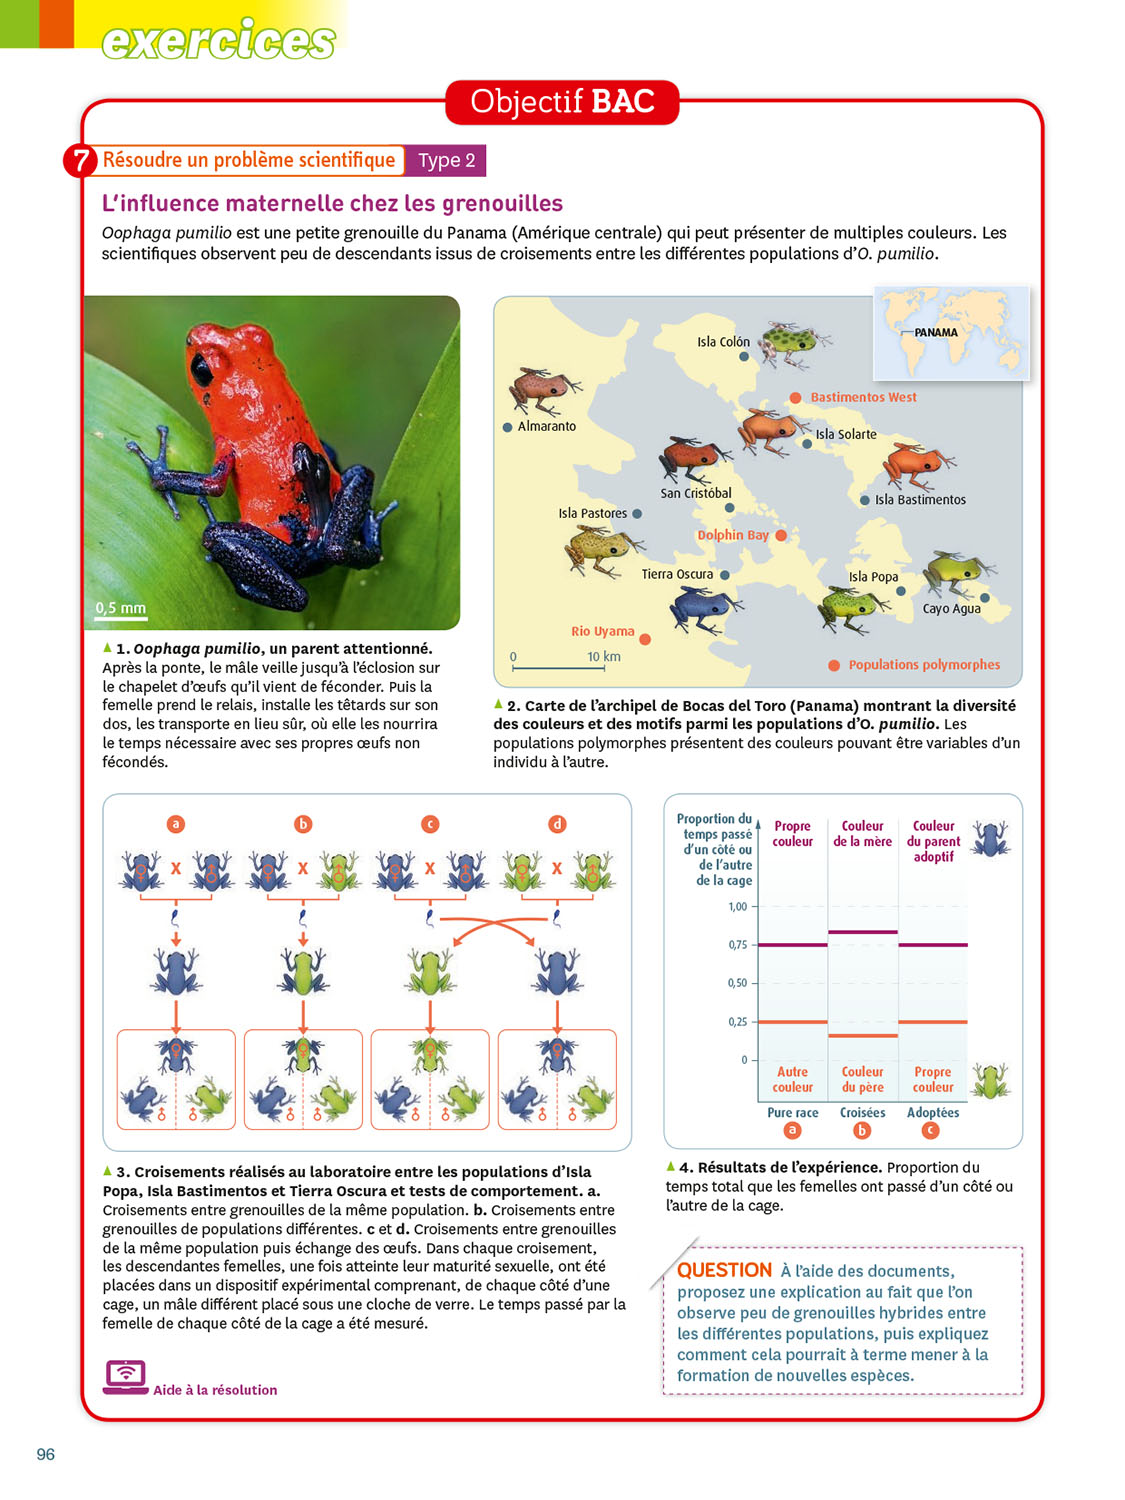 exercices
Objectif BAC
7 Résoudre un problème scientifique Type 2
L'influence maternelle chez les grenouilles
Oophaga pumilio est une petite grenouille du Panama (Amérique centrale) qui peut présenter de multiples couleurs. Les
scientifiques observent peu de descendants issus de croisements entre les différentes populations d'O. pumilio.
0,5 mm
1. Oophaga pumilio, un parent attentionné.
Après la ponte, le mâle veille jusqu'à l'éclosion sur
le chapelet d'œufs qu'il vient de féconder. Puis la
femelle prend le relais, installe les têtards sur son
dos, les transporte en lieu sûr, où elle les nourrira
le temps nécessaire avec ses propres œufs non
fécondés.
PANAMA
Isla Colón
Bastimentos West
Almaranto
Isla Solarte
San Cristóbal
Isla Bastimentos
Isla Pastores
Dolphin Bay
Tierra Oscura
Isla Popa
Cayo Agua
Rio Uyama
0 10 km
Populations polymorphes
2. Carte de l'archipel de Bocas del Toro (Panama) montrant la diversité
des couleurs et des motifs parmi les populations d'O. pumilio. Les
populations polymorphes présentent des couleurs pouvant être variables d'un
individu à l'autre.
a b c d
♀ x ♂ ♀ x ♂ ♀ x ♂ ♀ x ♂
♀ ♀ ♀ ♀
♂ ♂ ♂ ♂ ♂ ♂ ♂ ♂
3. Croisements réalisés au laboratoire entre les populations d'Isla
Popa, Isla Bastimentos et Tierra Oscura et tests de comportement. a.
Croisements entre grenouilles de la même population. b. Croisements entre
grenouilles de populations différentes. c et d. Croisements entre grenouilles
de la même population puis échange des œufs. Dans chaque croisement,
les descendantes femelles, une fois atteinte leur maturité sexuelle, ont été
placées dans un dispositif expérimental comprenant, de chaque côté d'une
cage, un mâle différent placé sous une cloche de verre. Le temps passé par la
femelle de chaque côté de la cage a été mesuré.
Aide à la résolution
Proportion du
temps passé
d'un côté ou
de l'autre
de la cage
Propre
couleur
Couleur
de la mère
Couleur
du parent
adoptif
1,00
0,75
0,50
0,25
0
Autre
couleur
Couleur
du père
Propre
couleur
Pure race Croisées Adoptées
a b c
4. Résultats de l'expérience. Proportion du
temps total que les femelles ont passé d'un côté ou
l'autre de la cage.
QUESTION À l'aide des documents,
proposez une explication au fait que l'on
observe peu de grenouilles hybrides entre
les différentes populations, puis expliquez
comment cela pourrait à terme mener à la
formation de nouvelles espèces.
96